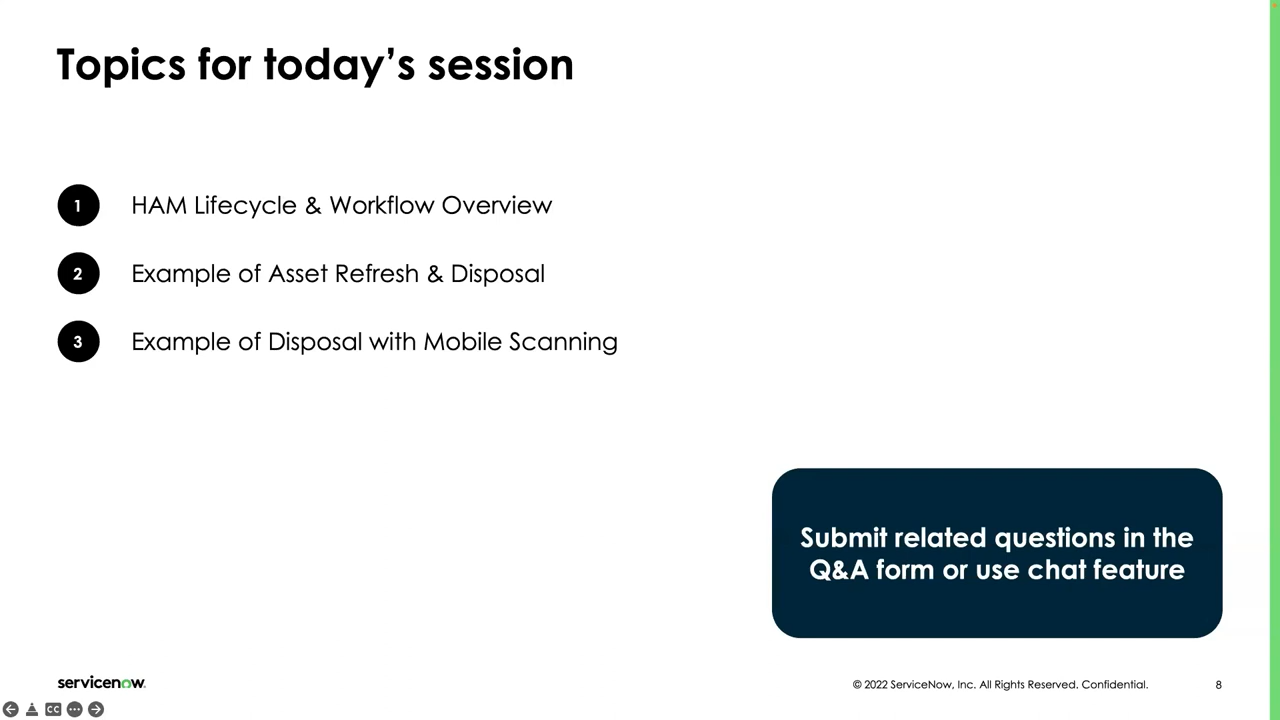 Topics for today’s session
1 HAM Lifecycle & Workflow Overview
2 Example of Asset Refresh & Disposal
3 Example of Disposal with Mobile Scanning
Submit related questions in the
Q&A form or use chat feature
servicenow.
© 2022 ServiceNow, Inc. All Rights Reserved. Confidential.
8
CC